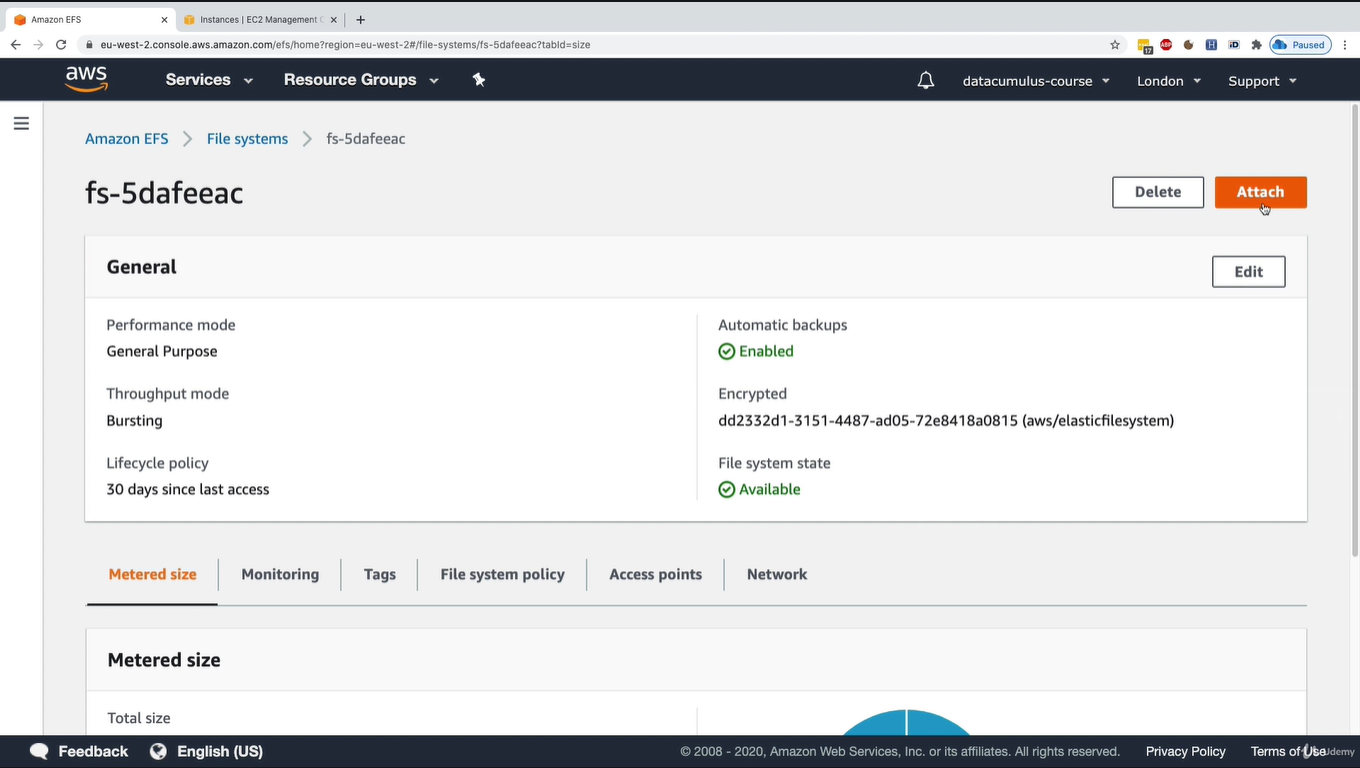 Amazon EFS
Instances | EC2 Management
eu-west-2.console.aws.amazon.com/efs/home?region=eu-west-2#/file-systems/fs-5dafeeac?tabId=size
17
ABP
H
iD
Paused
aws
Services
Resource Groups
datacumulus-course
London
Support
Amazon EFS
File systems
fs-5dafeeac
fs-5dafeeac
Delete
Attach
General
Edit
Performance mode
General Purpose
Automatic backups
Enabled
Throughput mode
Bursting
Encrypted
dd2332d1-3151-4487-ad05-72e8418a0815 (aws/elasticfilesystem)
Lifecycle policy
30 days since last access
File system state
Available
Metered size
Monitoring
Tags
File system policy
Access points
Network
Metered size
Total size
Feedback
English (US)
© 2008 - 2020, Amazon Web Services, Inc. or its affiliates. All rights reserved.
Privacy Policy
Terms of Use
Udemy